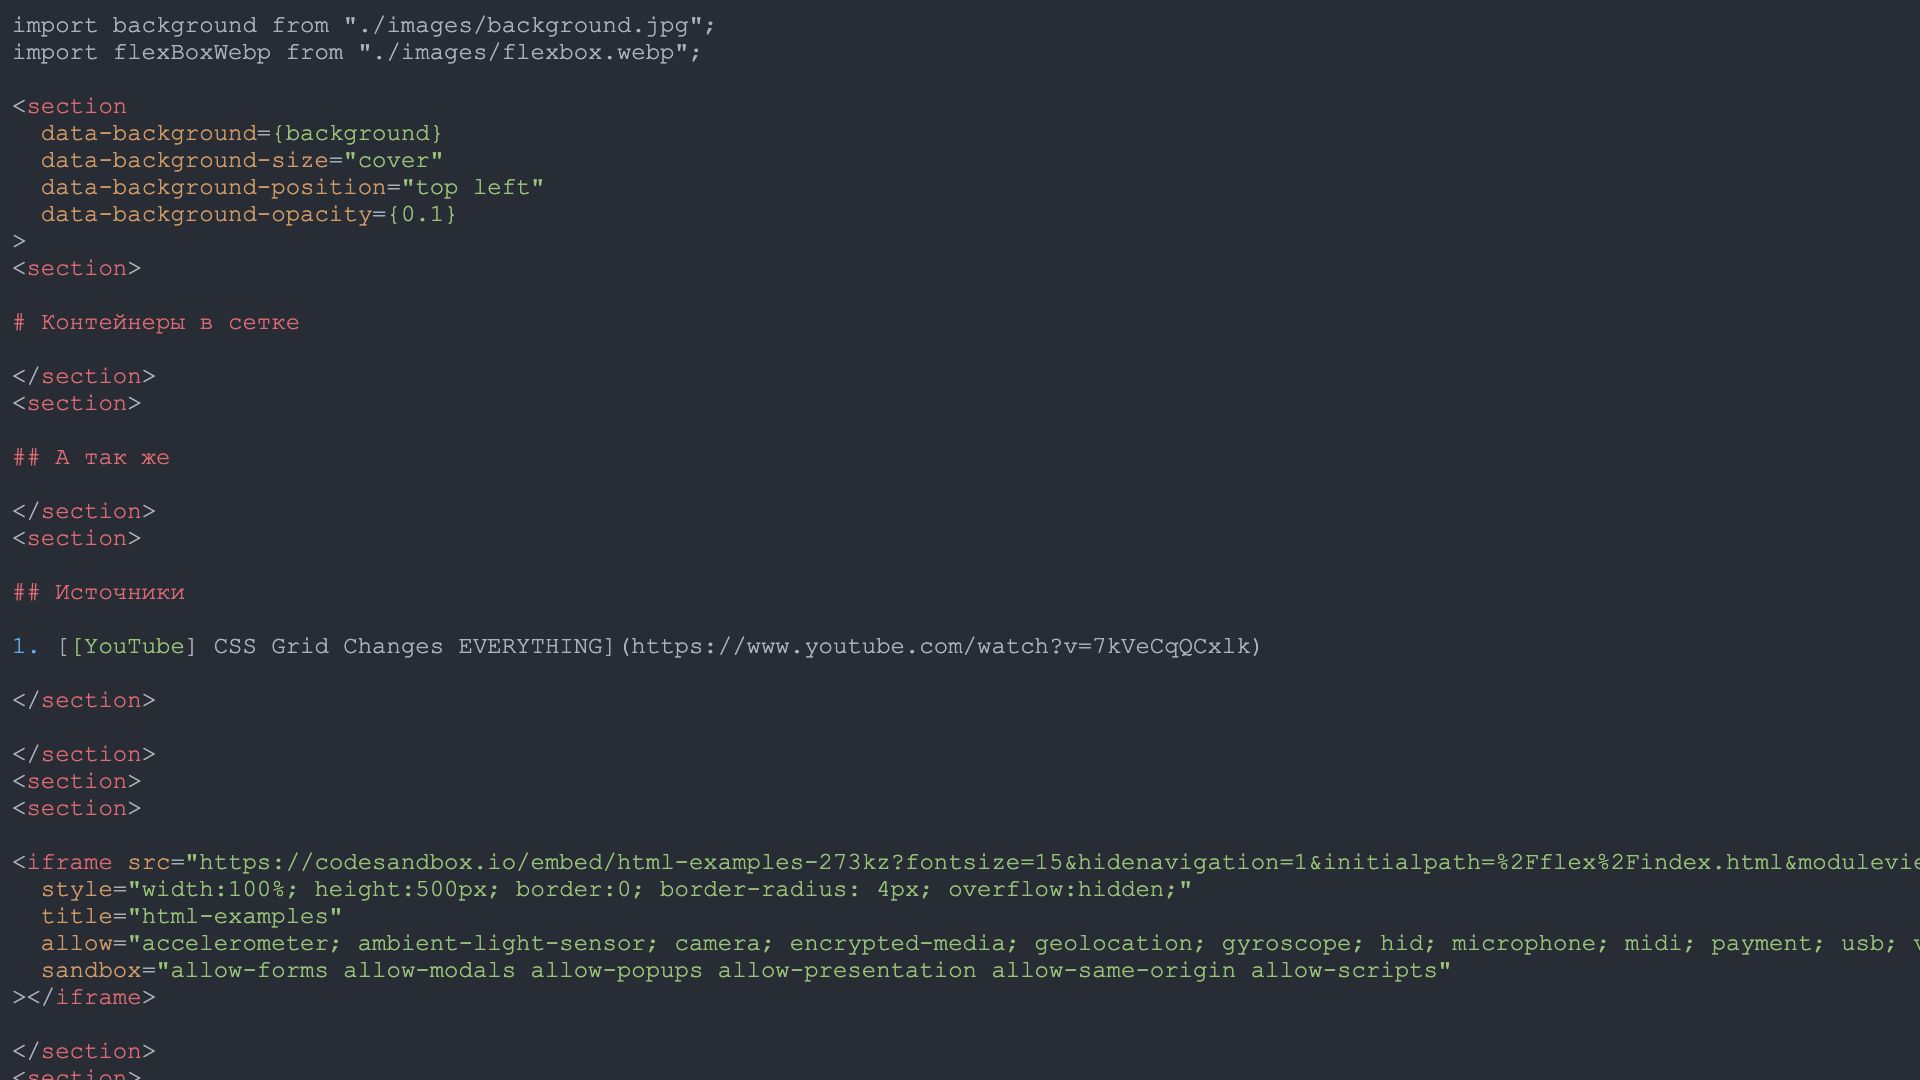 import background from "./images/background.jpg";
import flexBoxWebp from "./images/flexbox.webp";
<section
data-background={background}
data-background-size="cover"
data-background-position="top left"
data-background-opacity={0.1}
>
<section>
# Контейнеры в сетке
</section>
<section>
## А так же
</section>
<section>
## Источники
1. [[YouTube] CSS Grid Changes EVERYTHING](https://www.youtube.com/watch?v=7kVeCqQCxlk)
</section>
</section>
<section>
<section>
<iframe src="https://codesandbox.io/embed/html-examples-273kz?fontsize=15&hidenavigation=1&initialpath=%2Fflex%2Findex.html&modulevie
style="width:100%; height:500px; border:0; border-radius: 4px; overflow:hidden;"
title="html-examples"
allow="accelerometer; ambient-light-sensor; camera; encrypted-media; geolocation; gyroscope; hid; microphone; midi; payment; usb;
sandbox="allow-forms allow-modals allow-popups allow-presentation allow-same-origin allow-scripts"
></iframe>
</section>
<section>